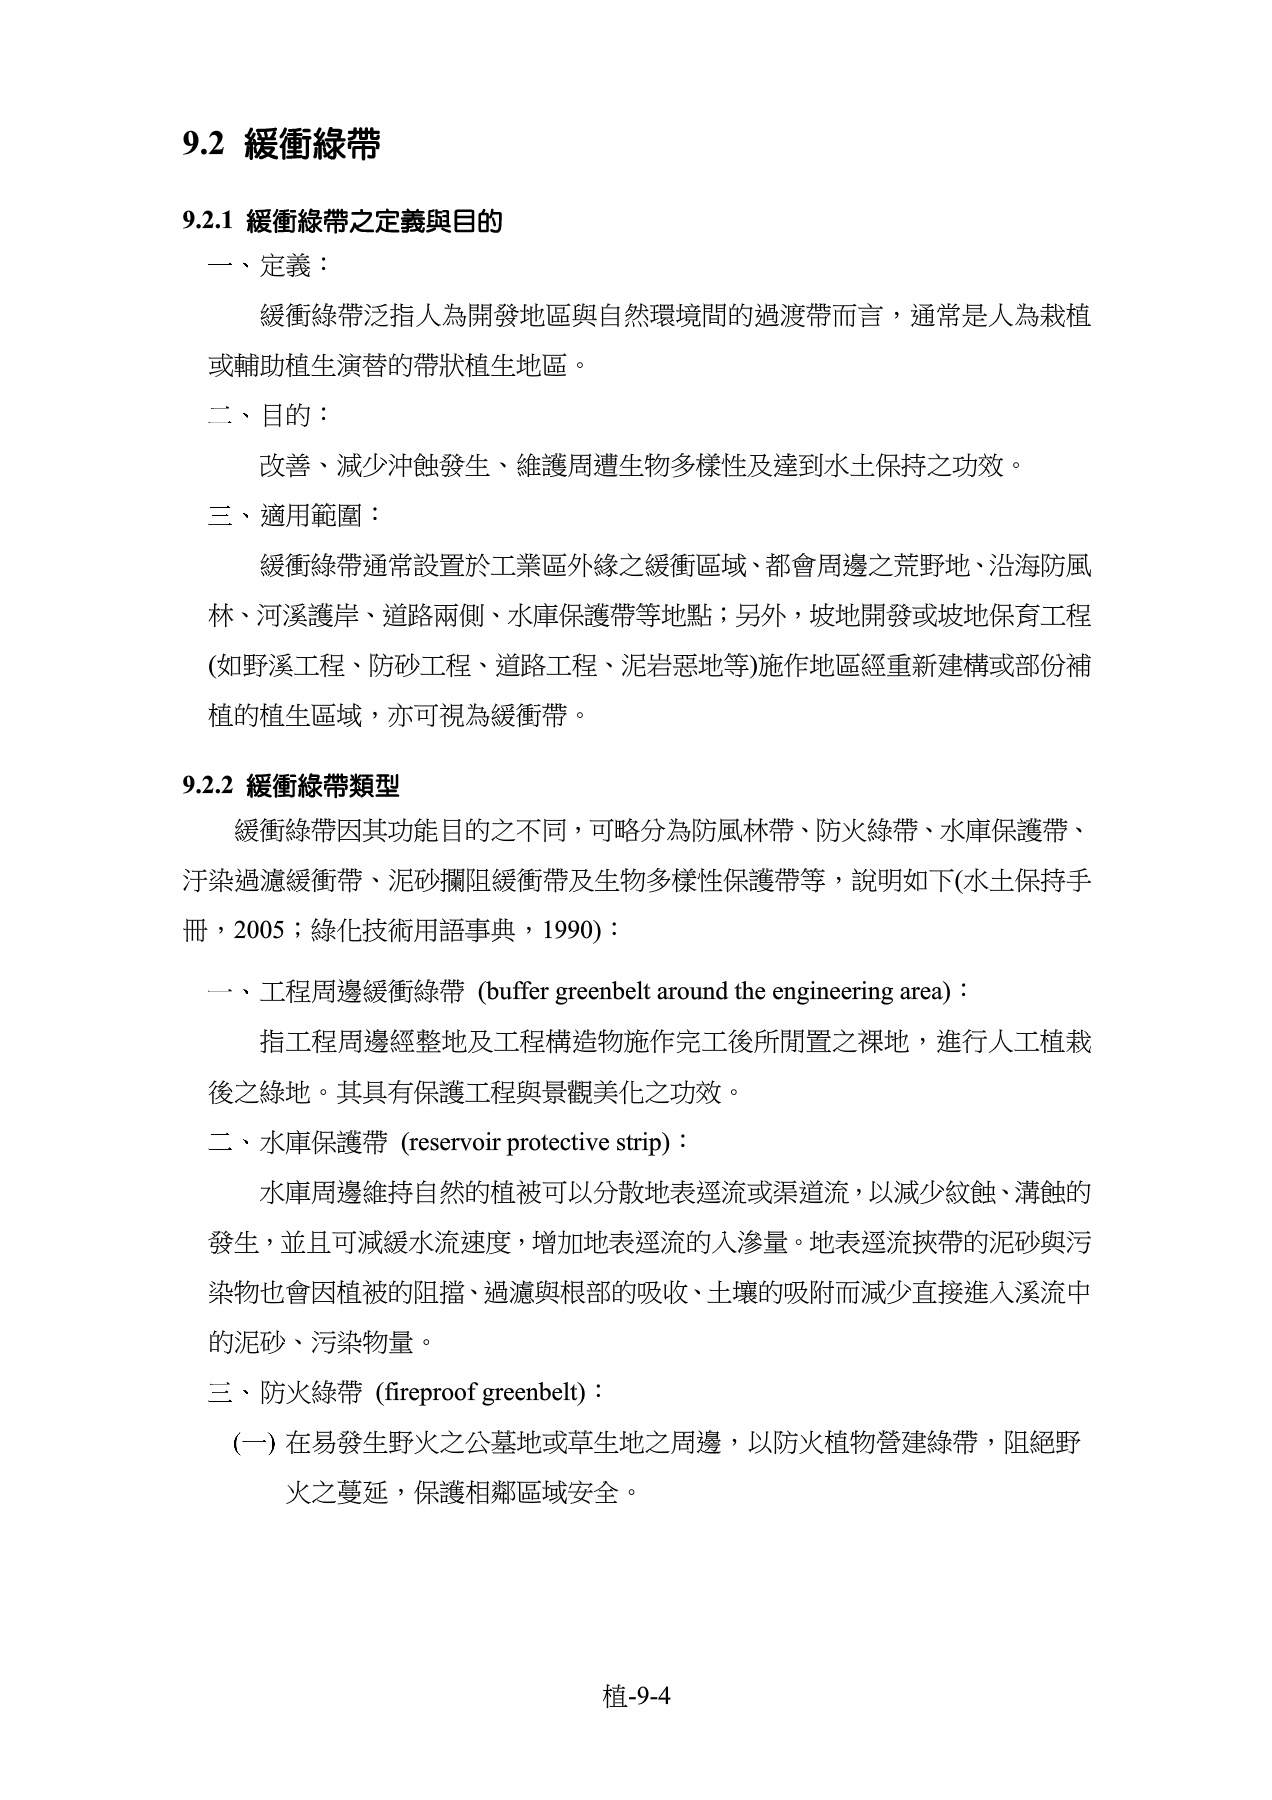 9.2 緩衝綠帶
9.2.1 緩衝綠帶之定義與目的
一、定義：
緩衝綠帶泛指人為開發地區與自然環境間的過渡帶而言，通常是人為栽植
或輔助植生演替的帶狀植生地區。
二、目的：
改善、減少沖蝕發生、維護周遭生物多樣性及達到水土保持之功效。
三、適用範圍：
緩衝綠帶通常設置於工業區外緣之緩衝區域、都會周邊之荒野地、沿海防風
林、河溪護岸、道路兩側、水庫保護帶等地點；另外，坡地開發或坡地保育工程
(如野溪工程、防砂工程、道路工程、泥岩惡地等)施作地區經重新建構或部份補
植的植生區域，亦可視為緩衝帶。
9.2.2 緩衝綠帶類型
緩衝綠帶因其功能目的之不同，可略分為防風林帶、防火綠帶、水庫保護帶、
汙染過濾緩衝帶、泥砂攔阻緩衝帶及生物多樣性保護帶等，說明如下(水土保持手
冊，2005；綠化技術用語事典，1990)：
一、工程周邊緩衝綠帶 (buffer greenbelt around the engineering area)：
指工程周邊經整地及工程構造物施作完工後所閒置之裸地，進行人工植栽
後之綠地。其具有保護工程與景觀美化之功效。
二、水庫保護帶 (reservoir protective strip)：
水庫周邊維持自然的植被可以分散地表逕流或渠道流，以減少紋蝕、溝蝕的
發生，並且可減緩水流速度，增加地表逕流的入滲量。地表逕流挾帶的泥砂與污
染物也會因植被的阻擋、過濾與根部的吸收、土壤的吸附而減少直接進入溪流中
的泥砂、污染物量。
三、防火綠帶 (fireproof greenbelt)：
(一) 在易發生野火之公墓地或草生地之周邊，以防火植物營建綠帶，阻絕野
火之蔓延，保護相鄰區域安全。
植-9-4